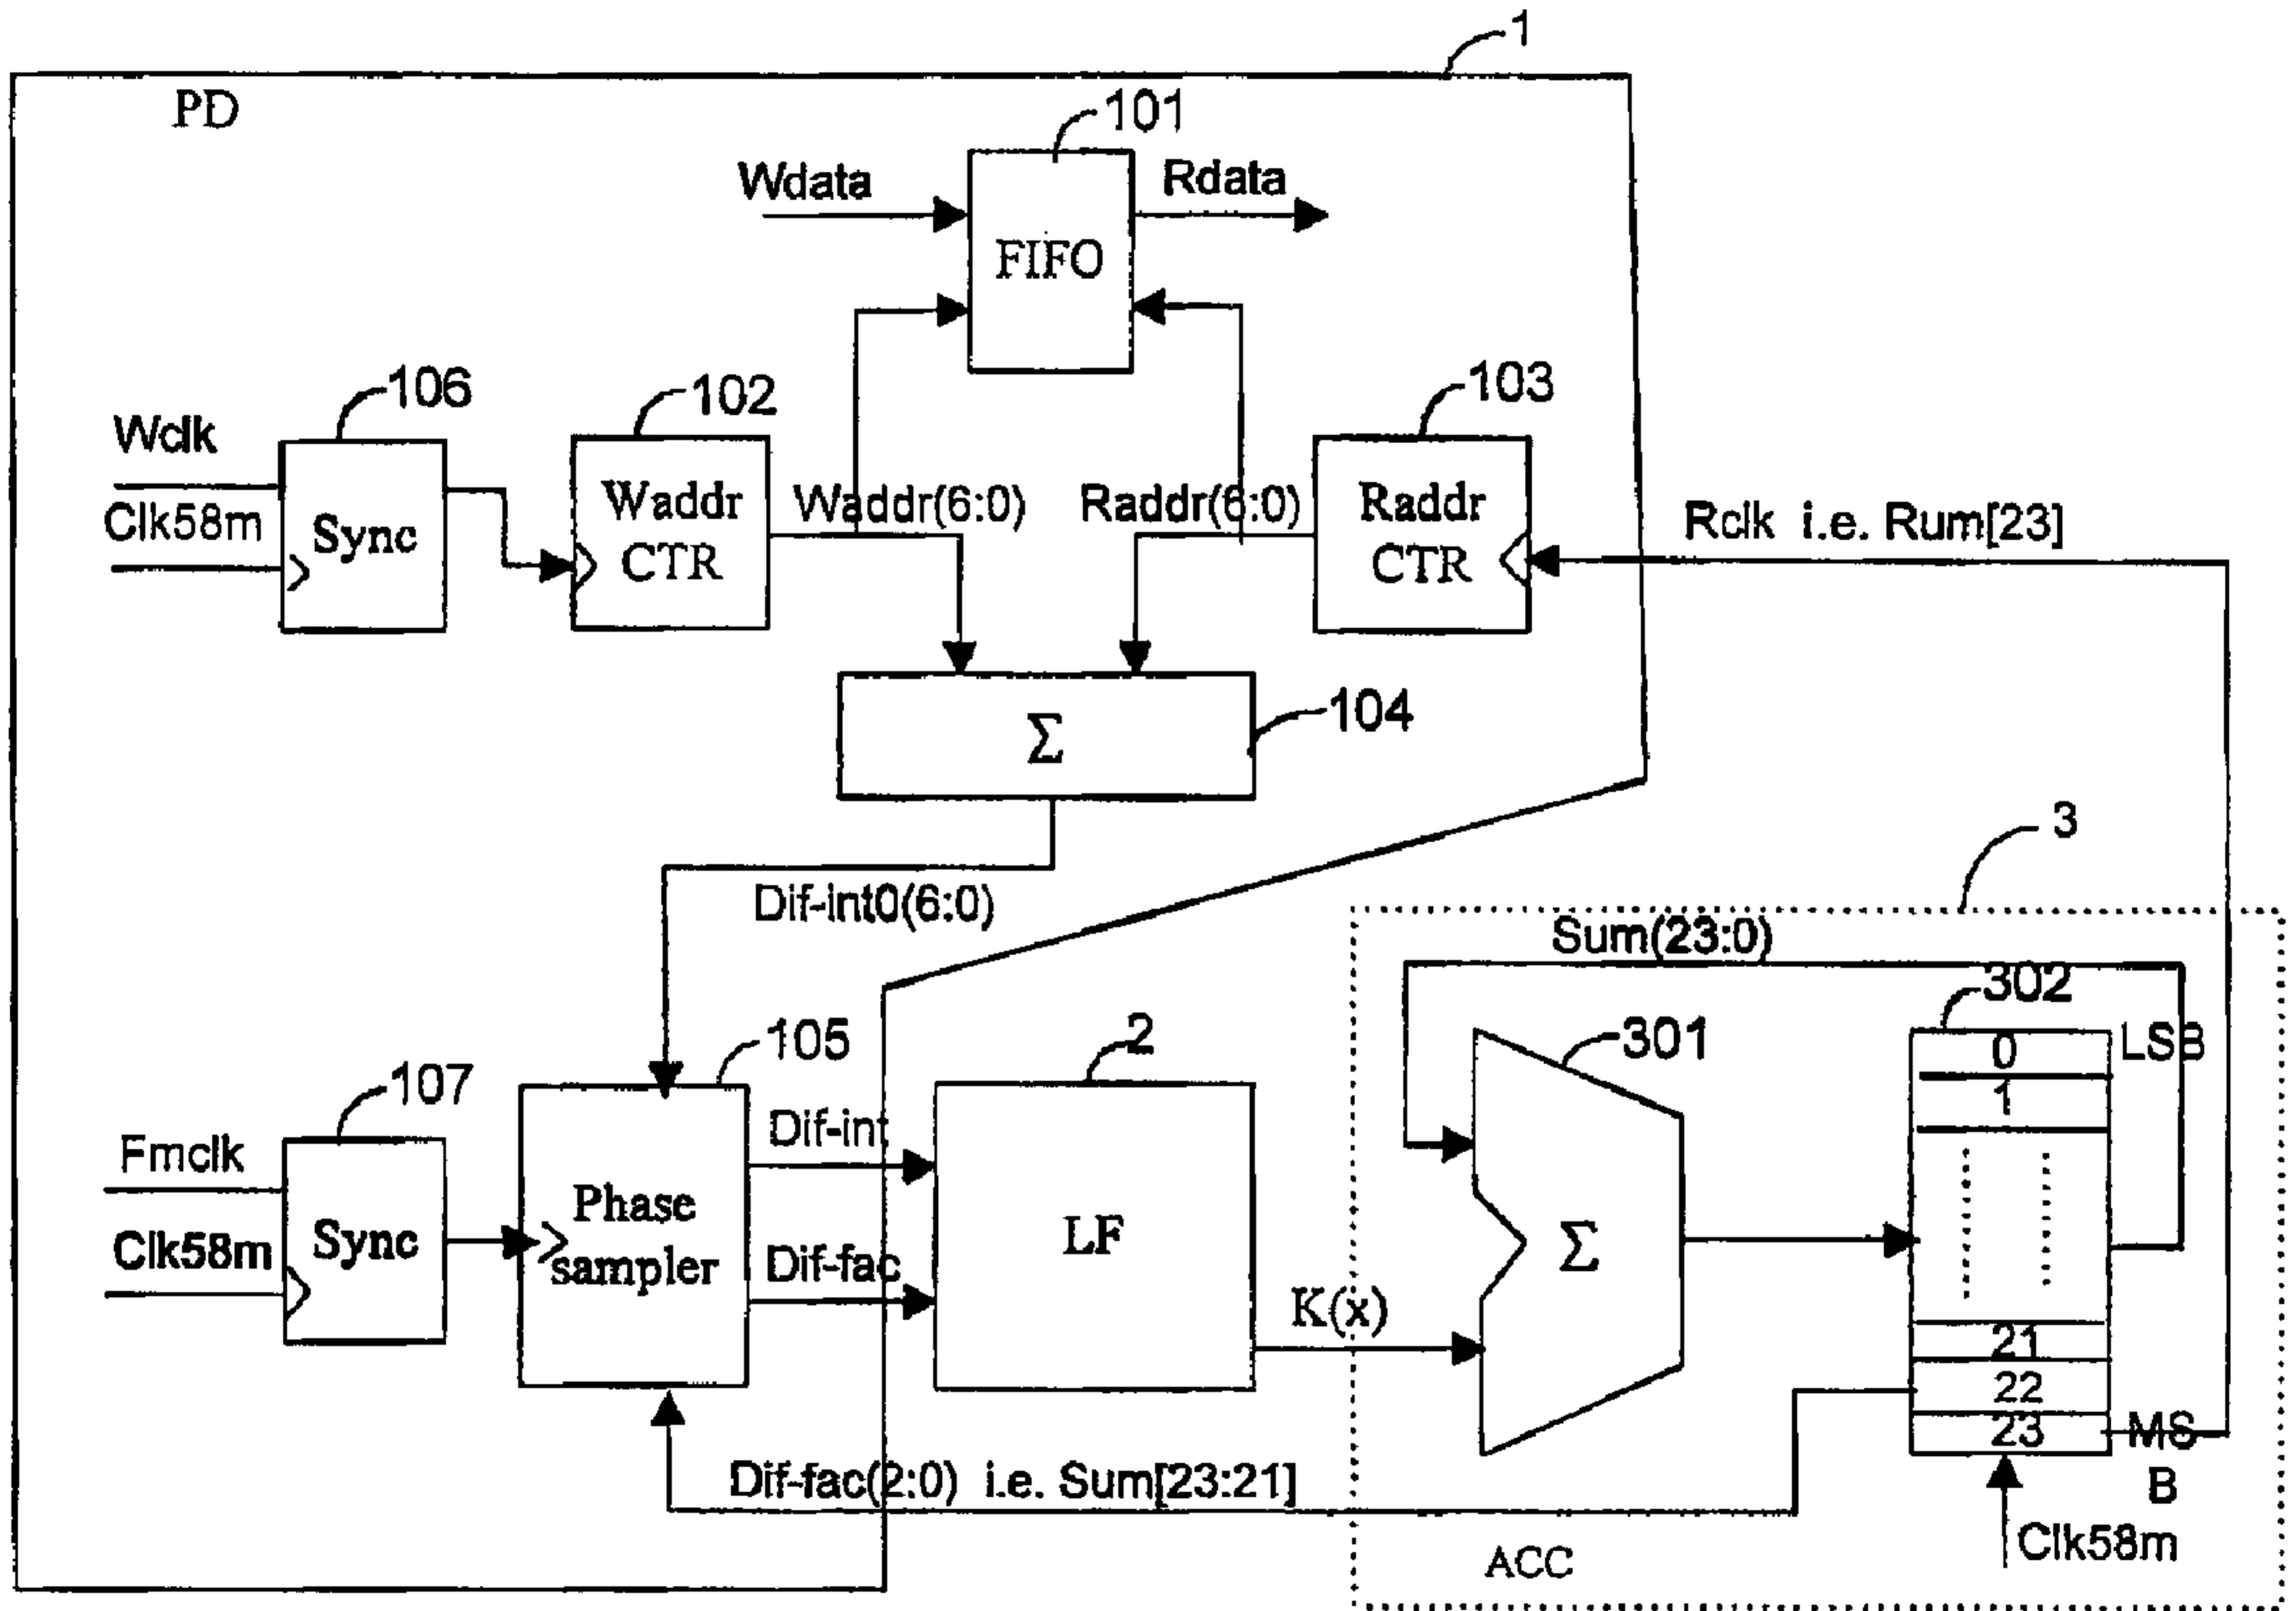 1
PD
101
Wdata
Rdata
FIFO
106
102
103
Wclk
Clk58m
Sync
Waddr
CTR
Waddr(6:0)
Raddr(6:0)
Raddr
CTR
Rclk i.e. Rum[23]
Σ
104
Dif-int0(6:0)
3
Sum(23:0)
302
LSB
0
1
301
2
105
107
Fmclk
Clk58m
Sync
Phase
sampler
Dif-int
Dif-fac
LF
K(x)
Σ
21
22
23
MS
B
Dif-fac(2:0) i.e. Sum[23:21]
ACC
Clk58m